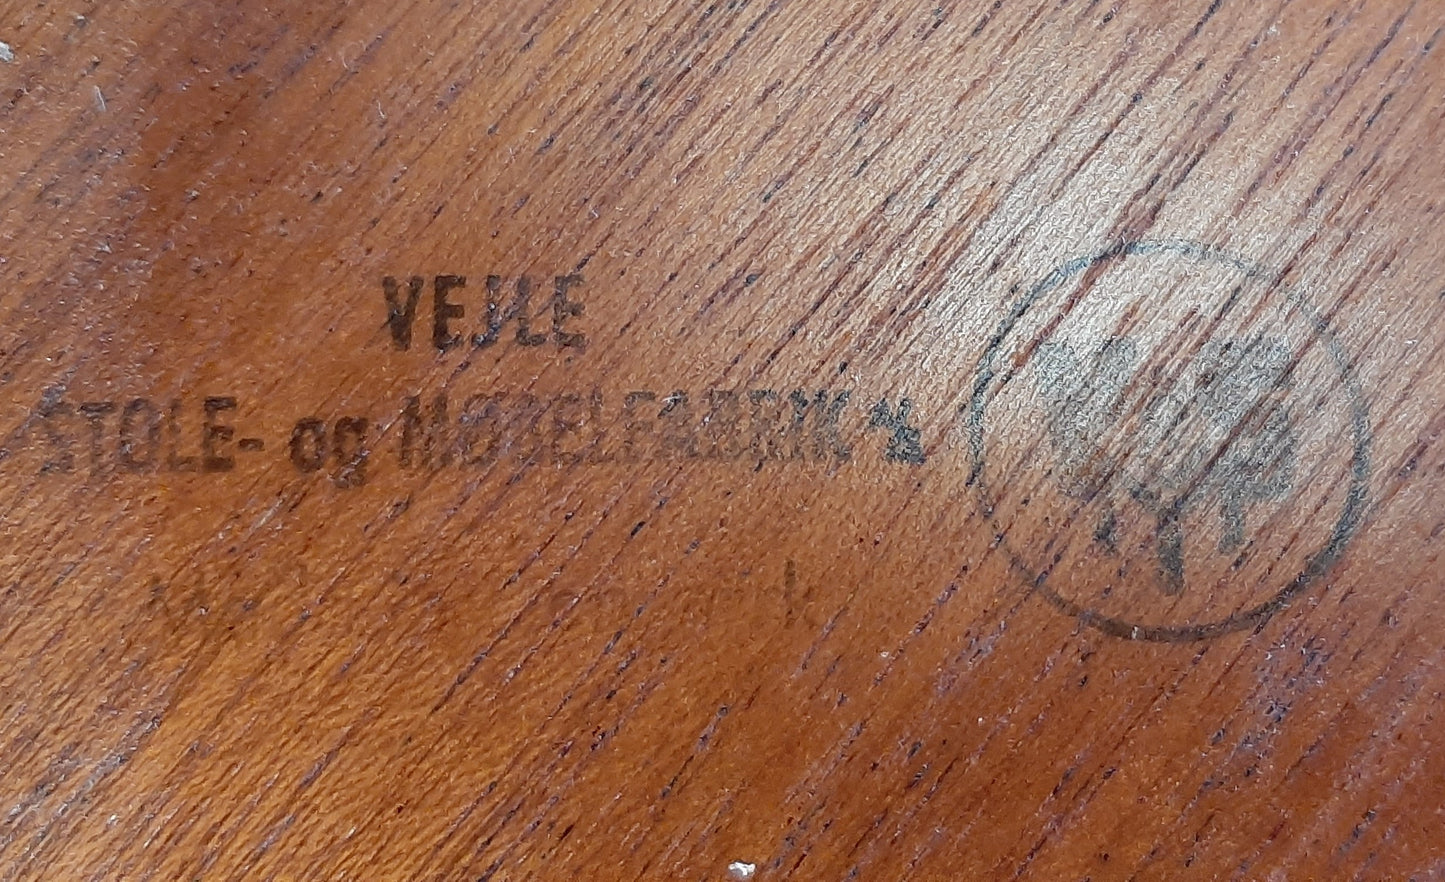 VEJLE
STOLE- og MØBELFABRIK A/S